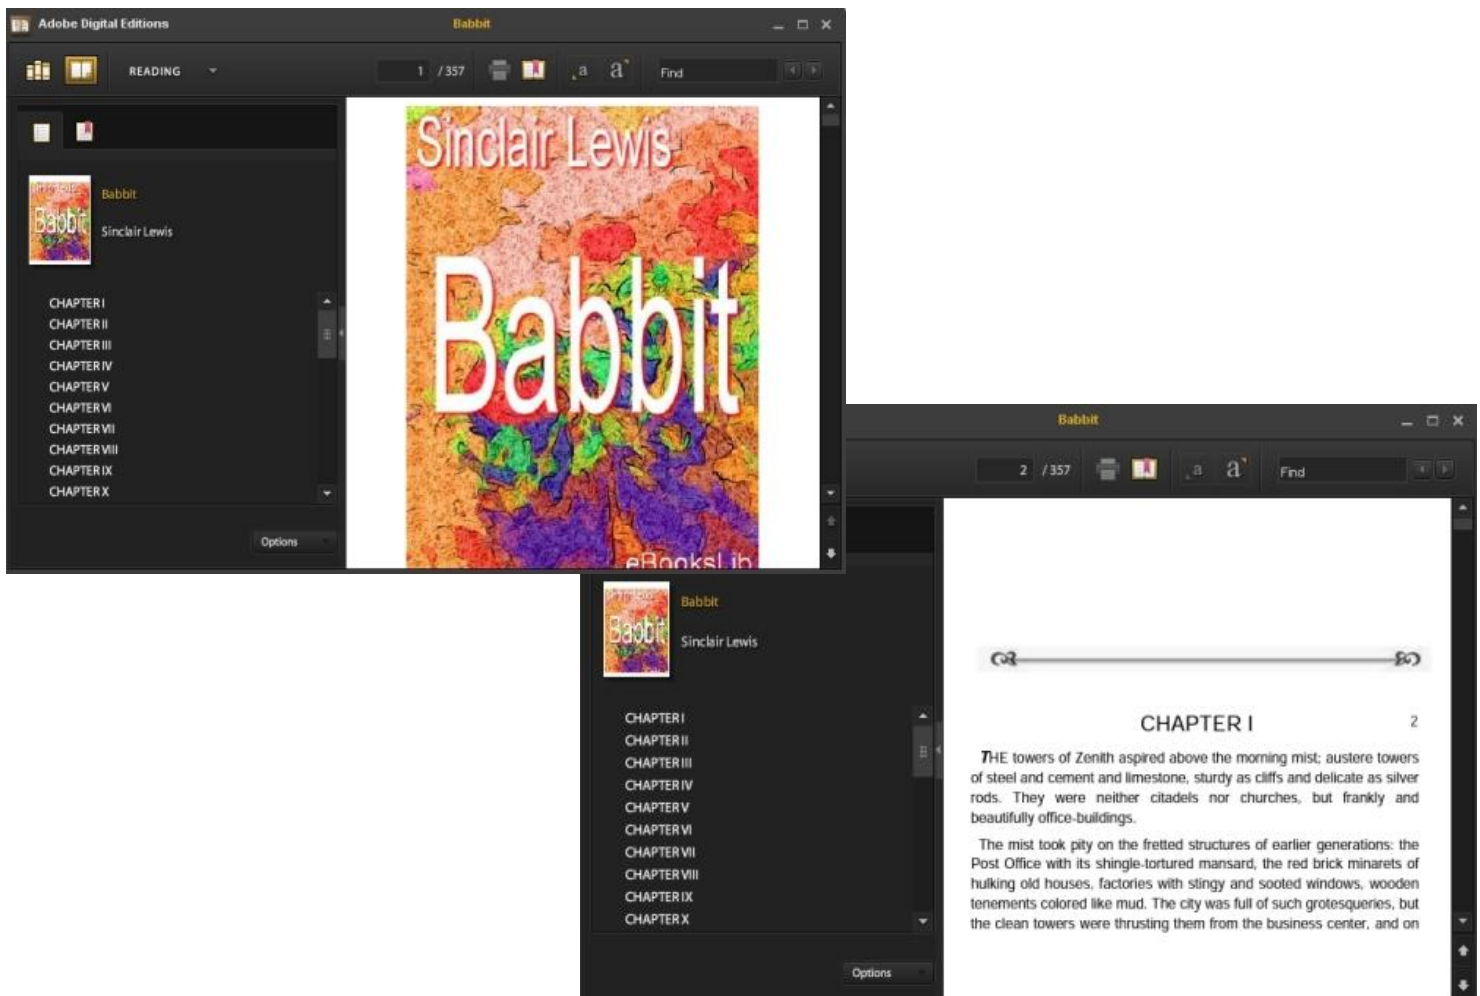 Adobe Digital Editions
Babbit
READING
1 / 357
a a
Find
Babbit
Sinclair Lewis
CHAPTER I
CHAPTER II
CHAPTER III
CHAPTER IV
CHAPTER V
CHAPTER VI
CHAPTER VII
CHAPTER VIII
CHAPTER IX
CHAPTER X
Options
Sinclair Lewis
Babbit
eBooksLib
Babbit
2 / 357
a a
Find
Babbit
Babbit
Sinclair Lewis
CHAPTER I
CHAPTER II
CHAPTER III
CHAPTER IV
CHAPTER V
CHAPTER VI
CHAPTER VII
CHAPTER VIII
CHAPTER IX
CHAPTER X
Options
CHAPTER I 2
THE towers of Zenith aspired above the morning mist; austere towers
of steel and cement and limestone, sturdy as cliffs and delicate as silver
rods. They were neither citadels nor churches, but frankly and
beautifully office-buildings.
The mist took pity on the fretted structures of earlier generations: the
Post Office with its shingle-tortured mansard, the red brick minarets of
hulking old houses, factories with stingy and sooted windows, wooden
tenements colored like mud. The city was full of such grotesqueries, but
the clean towers were thrusting them from the business center, and on